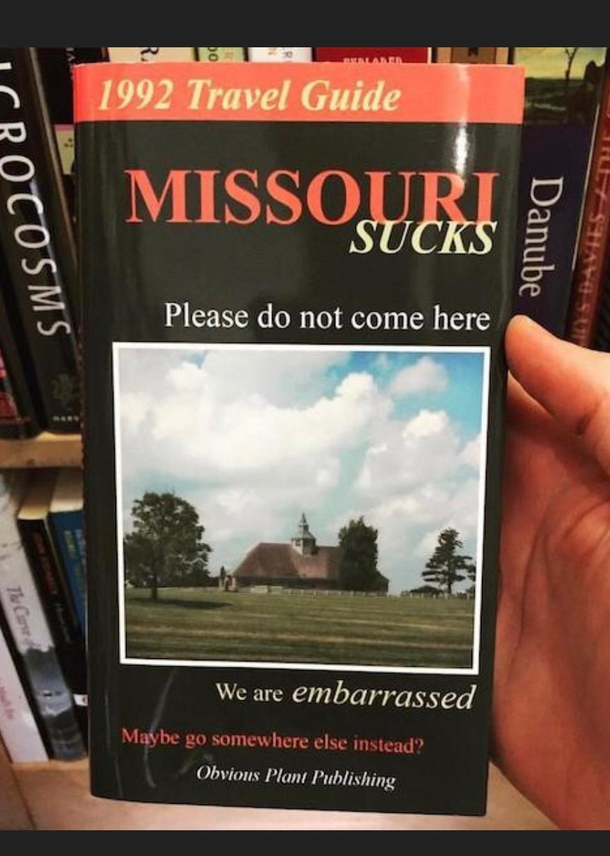 1992 Travel Guide
MISSOURI
SUCKS
Please do not come here
We are embarrassed
Maybe go somewhere else instead?
Obvious Plant Publishing
Danube